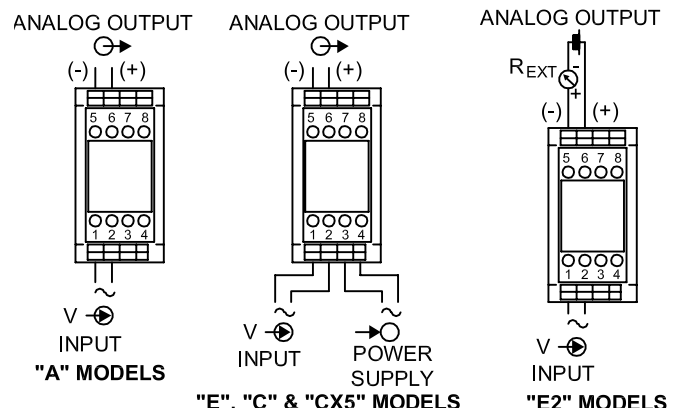 ANALOG OUTPUT
(-) (+)
5 6 7 8
1 2 3 4
~
V
INPUT
"A" MODELS
ANALOG OUTPUT
(-) (+)
5 6 7 8
1 2 3 4
~ ~
V
INPUT
POWER
SUPPLY
"E", "C" & "CX5" MODELS
ANALOG OUTPUT
REXT
-
+
(-) (+)
5 6 7 8
1 2 3 4
~
V
INPUT
"E2" MODELS